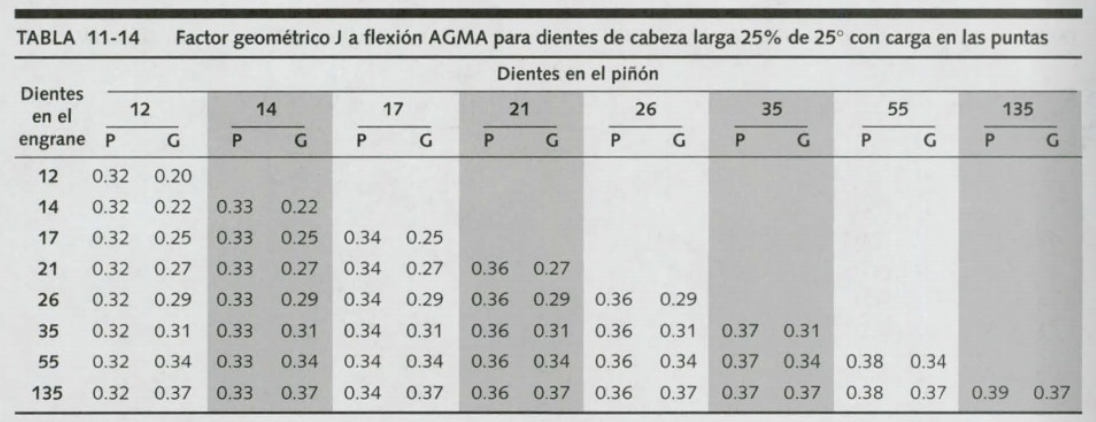 TABLA 11-14 Factor geométrico J a flexión AGMA para dientes de cabeza larga 25% de 25° con carga en las puntas
Dientes en el piñón
Dientes en el engrane
12 14 17 21 26 35 55 135
P G P G P G P G P G P G P G P G
12 0.32 0.20
14 0.32 0.22 0.33 0.22
17 0.32 0.25 0.33 0.25 0.34 0.25
21 0.32 0.27 0.33 0.27 0.34 0.27 0.36 0.27
26 0.32 0.29 0.33 0.29 0.34 0.29 0.36 0.29 0.36 0.29
35 0.32 0.31 0.33 0.31 0.34 0.31 0.36 0.31 0.36 0.31 0.37 0.31
55 0.32 0.34 0.33 0.34 0.34 0.34 0.36 0.34 0.36 0.34 0.37 0.34 0.38 0.34
135 0.32 0.37 0.33 0.37 0.34 0.37 0.36 0.37 0.36 0.37 0.37 0.37 0.38 0.37 0.39 0.37